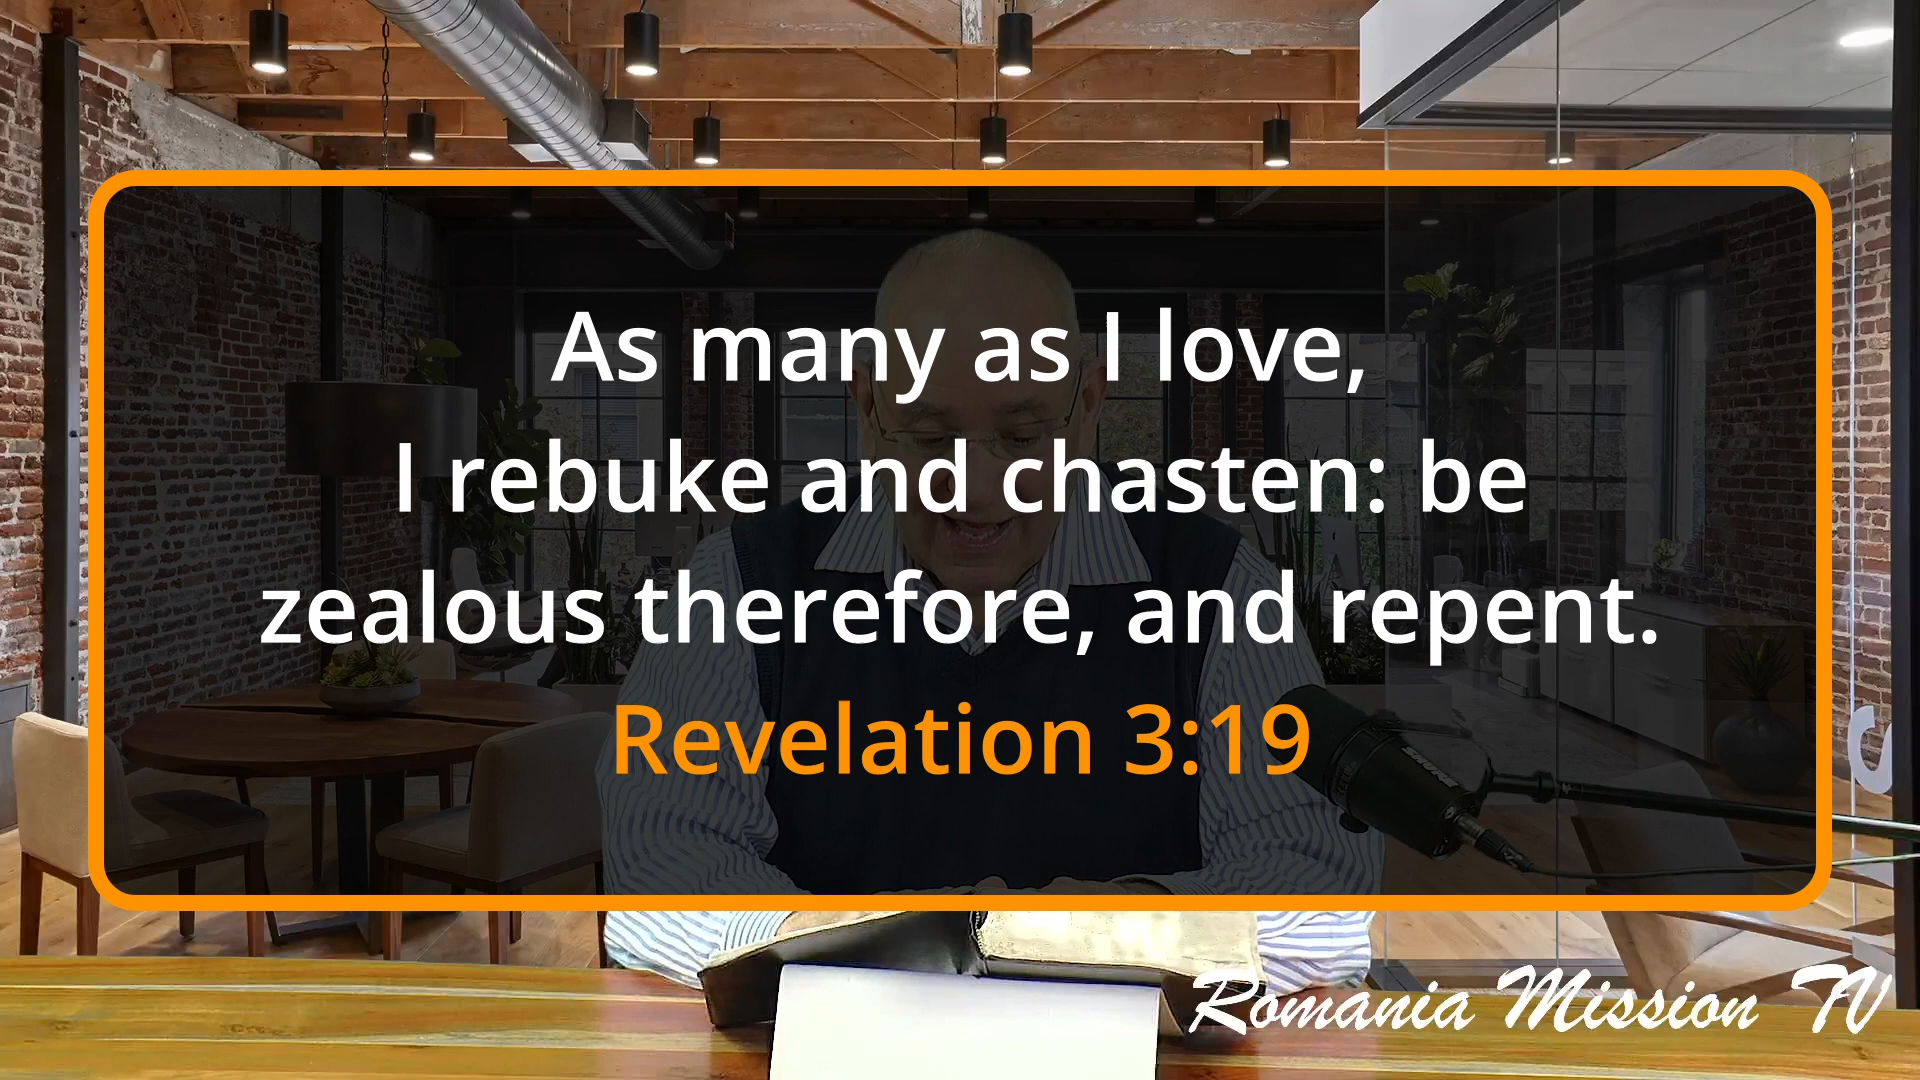 As many as I love,
I rebuke and chasten: be
zealous therefore, and repent.
Revelation 3:19
Romania Mission TV